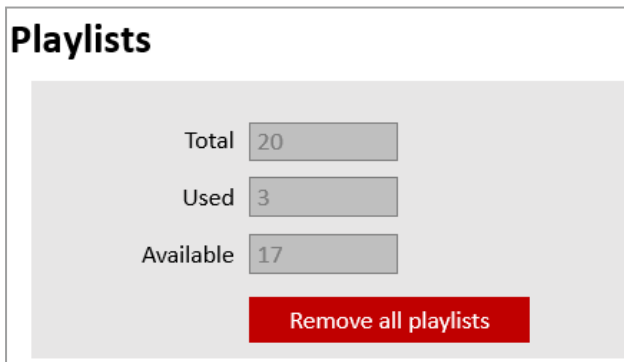 Playlists
Total 20
Used 3
Available 17
Remove all playlists